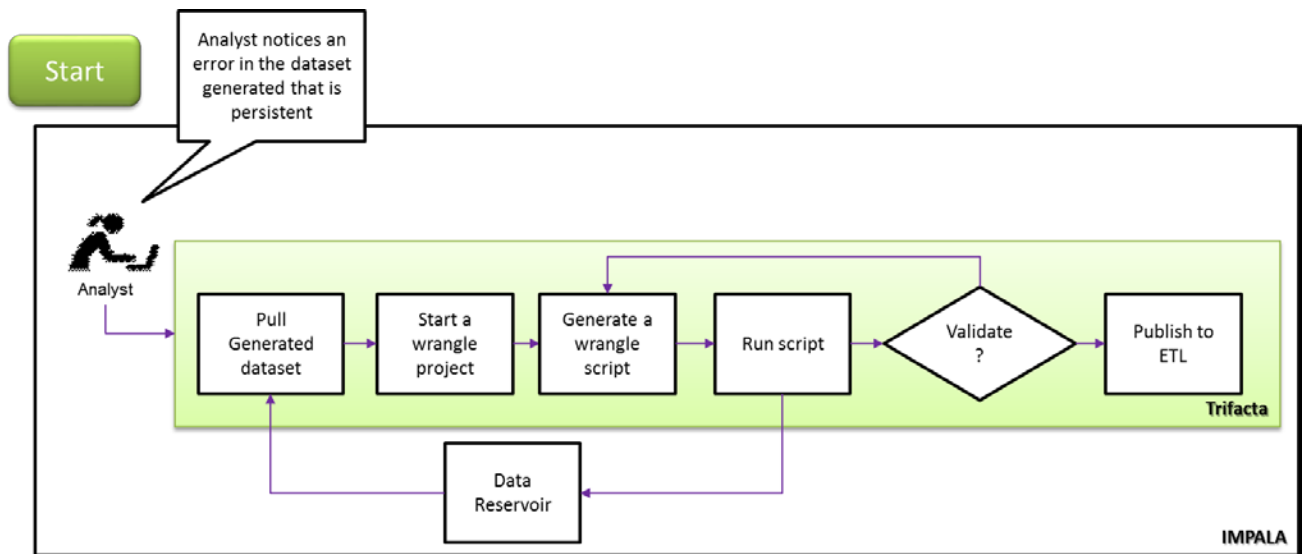 Start
Analyst notices an
error in the dataset
generated that is
persistent
Analyst
Pull
Generated
dataset
Start a
wrangle
project
Generate a
wrangle
script
Run script
Validate
?
Publish to
ETL
Trifacta
Data
Reservoir
IMPALA